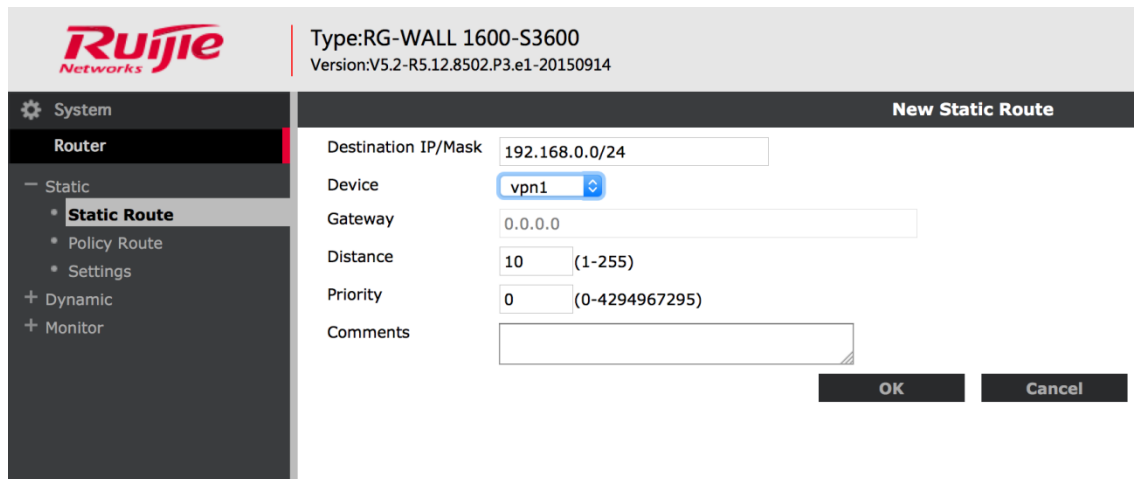 Ruijie
Networks
Type:RG-WALL 1600-S3600
Version:V5.2-R5.12.8502.P3.e1-20150914
System
Router
Static
Static Route
Policy Route
Settings
Dynamic
Monitor
New Static Route
Destination IP/Mask 192.168.0.0/24
Device vpn1
Gateway 0.0.0.0
Distance 10 (1-255)
Priority 0 (0-4294967295)
Comments
OK Cancel